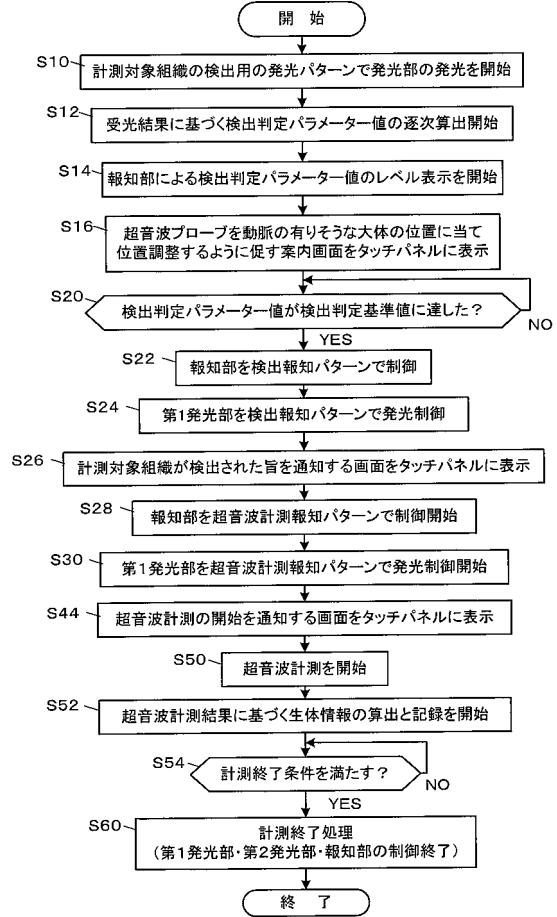 開 始
S10
計測対象組織の検出用の発光パターンで発光部の発光を開始
S12
受光結果に基づく検出判定パラメーター値の逐次算出開始
S14
報知部による検出判定パラメーター値のレベル表示を開始
S16
超音波プローブを動脈の有りそうな大体の位置に当て
位置調整するように促す案内画面をタッチパネルに表示
S20
検出判定パラメーター値が検出判定基準値に達した?
NO
YES
S22
報知部を検出報知パターンで制御
S24
第1発光部を検出報知パターンで発光制御
S26
計測対象組織が検出された旨を通知する画面をタッチパネルに表示
S28
報知部を超音波計測報知パターンで制御開始
S30
第1発光部を超音波計測報知パターンで発光制御開始
S44
超音波計測の開始を通知する画面をタッチパネルに表示
S50
超音波計測を開始
S52
超音波計測結果に基づく生体情報の算出と記録を開始
S54
計測終了条件を満たす?
NO
YES
S60
計測終了処理
(第1発光部・第2発光部・報知部の制御終了)
終 了